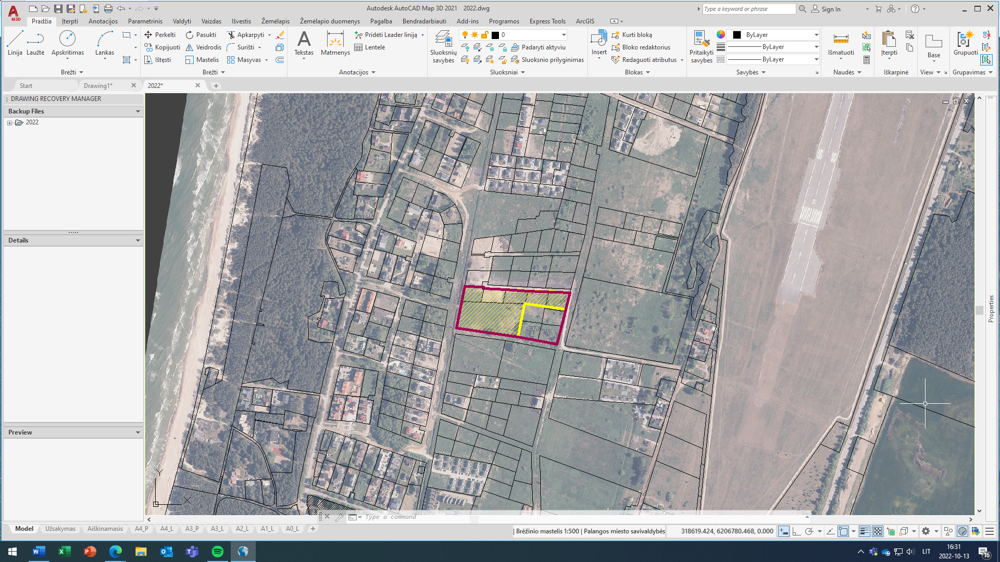 M3D
Autodesk AutoCAD Map 3D 2021 2022.dwg
Type a keyword or phrase
Sign In
Pradžia Įterpti Anotacijos Parametrinis Valdyti Vaizdas Išvestis Žemėlapis Žemėlapio duomenys Pagalba Bendradarbiauti Add-ins Programos Express Tools ArcGIS
Linija Laužtė Apskritimas Lankas
Brėžti
Perkelti Pasukti Apkarpyti
Kopijuoti Veidrodis Surišti
Ištęsti Mastelis Masyvas
Brėžti
Tekstas Matmenys
Pridėti Leader liniją
Lentelė
Anotacijos
Sluoksnių savybės
0
Padaryti aktyviu
Sluoksnio prilyginimas
Sluoksniai
Insert
Kurti bloką
Bloko redaktorius
Redaguoti atributus
Blokas
Pritaikyti savybes
ByLayer
ByLayer
ByLayer
Savybės
Išmatuoti
Naudės
Įterpti
Iškarpinė
Base
View
Grupuoti
Grupavimas
Start Drawing1* 2022*
DRAWING RECOVERY MANAGER
Backup Files
2022
Details
Preview
Properties
Y
X
Type a command
Model Užsakymas Aiškinamasis A4_P A4_L A3_P A3_L A2_L A1_L A0_L
| Brėžinio mastelis 1:500 | Palangos miesto savivaldybės
318619.424, 6206780.468, 0.000
LIT
16:31
2022-10-13
16